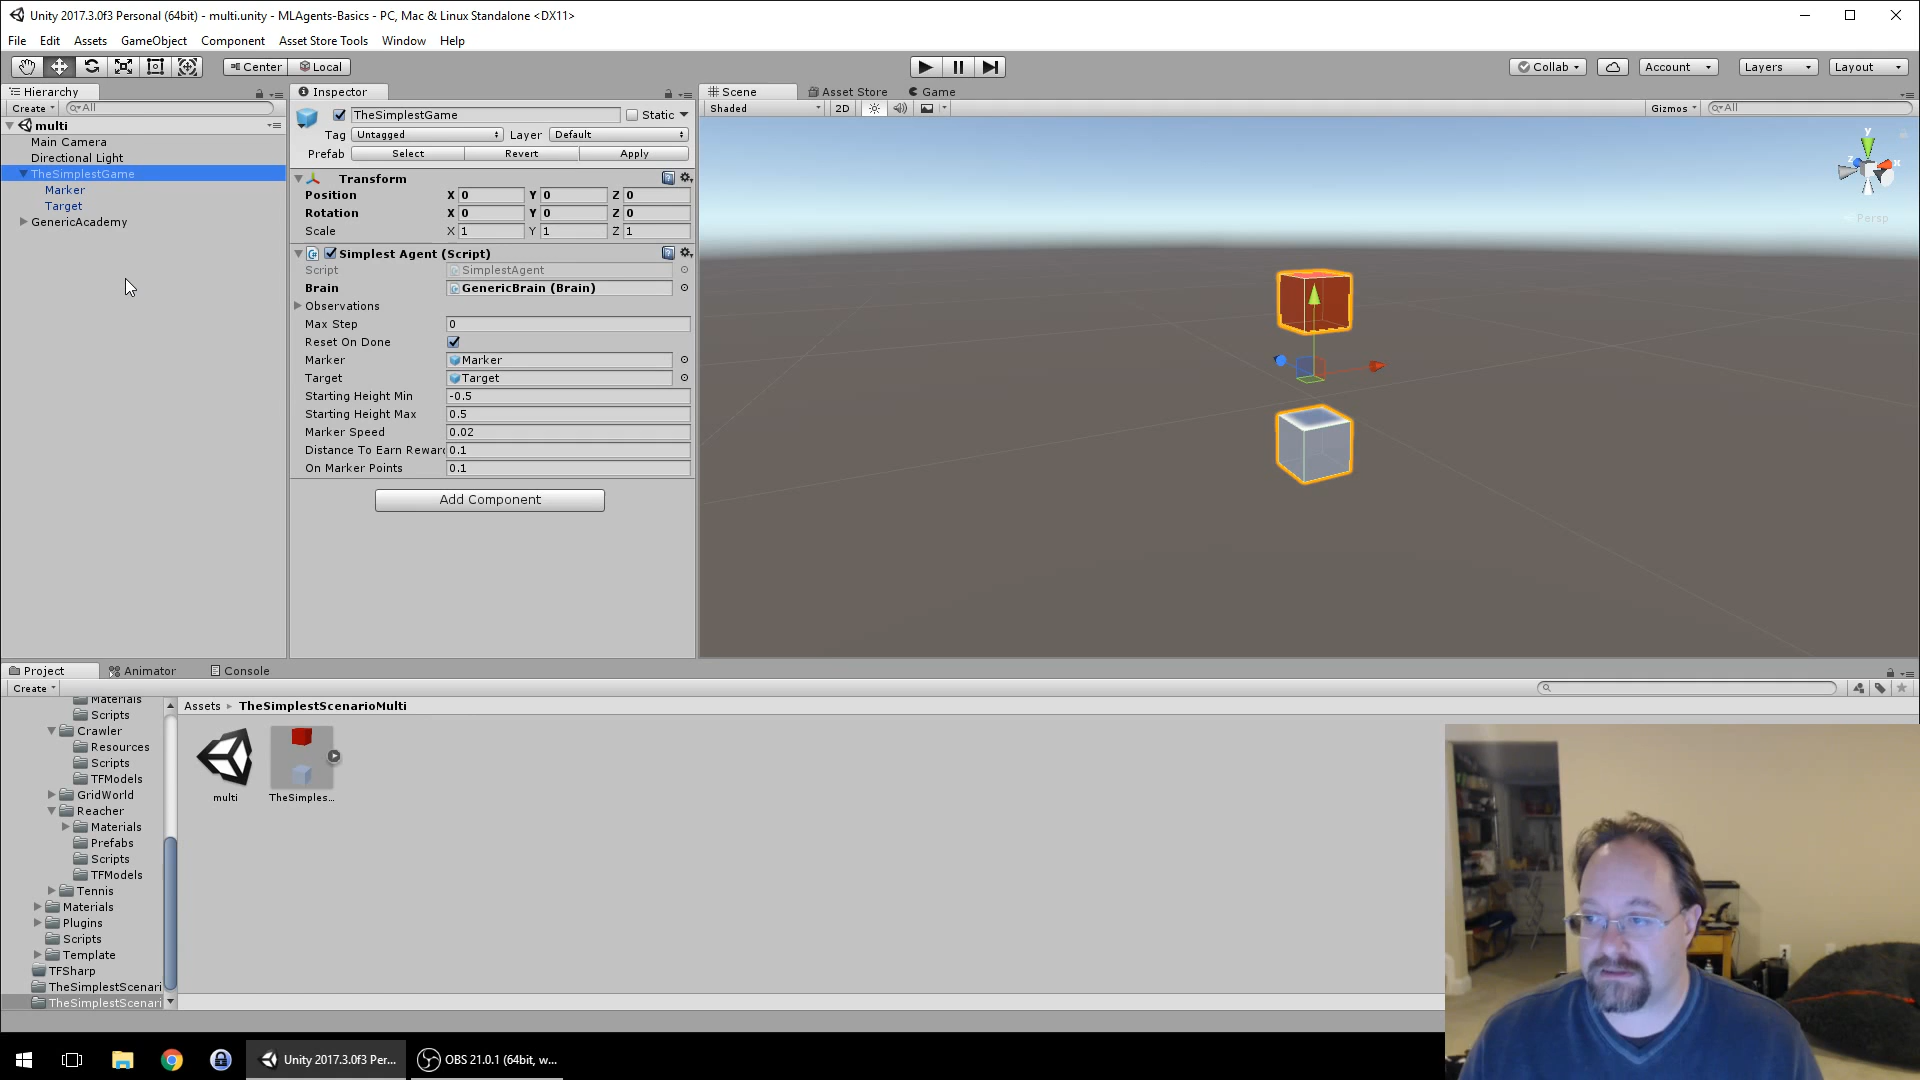 Unity 2017.3.0f3 Personal (64bit) - multi.unity - MLAgents-Basics - PC, Mac & Linux Standalone <DX11>
File Edit Assets GameObject Component Asset Store Tools Window Help
Center Local Collab Account Layers Layout
Hierarchy
Create All
multi
Main Camera
Directional Light
TheSimplestGame
Marker
Target
GenericAcademy
Inspector
TheSimplestGame Static
Tag Untagged Layer Default
Prefab Select Revert Apply
Transform
Position X 0 Y 0 Z 0
Rotation X 0 Y 0 Z 0
Scale X 1 Y 1 Z 1
Simplest Agent (Script)
Script SimplestAgent
Brain GenericBrain (Brain)
Observations
Max Step 0
Reset On Done
Marker Marker
Target Target
Starting Height Min -0.5
Starting Height Max 0.5
Marker Speed 0.02
Distance To Earn Rewar 0.1
On Marker Points 0.1
Add Component
Scene Asset Store Game
Shaded 2D Gizmos All
y
z x
Persp
Project Animator Console
Create
Materials
Scripts
Crawler
Resources
Scripts
TFModels
GridWorld
Reacher
Materials
Prefabs
Scripts
TFModels
Tennis
Materials
Plugins
Scripts
Template
TFSharp
TheSimplestScenari
TheSimplestScenari
Assets TheSimplestScenarioMulti
multi TheSimples...
Unity 2017.3.0f3 Per... OBS 21.0.1 (64bit, w...